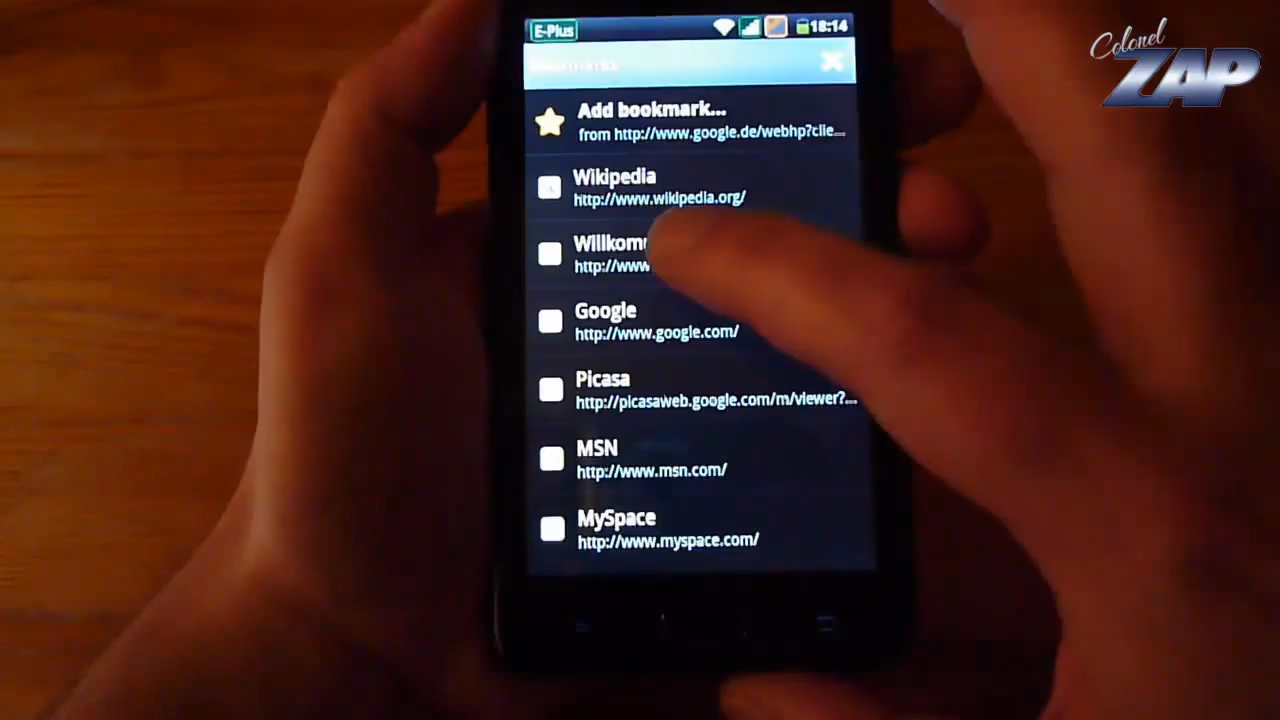 Colonel
ZAP
E-Plus
18:14
Bookmarks
Add bookmark...
from http://www.google.de/webhp?clie...
Wikipedia
http://www.wikipedia.org/
Willkom
http://www
Google
http://www.google.com/
Picasa
http://picasaweb.google.com/m/viewer?...
MSN
http://www.msn.com/
MySpace
http://www.myspace.com/